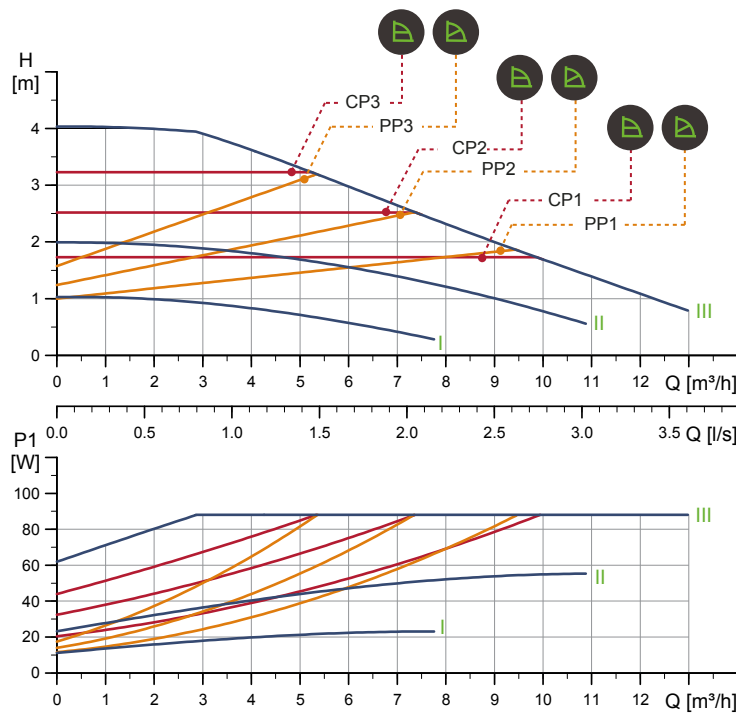 H
[m]
CP3
PP3
CP2
PP2
CP1
PP1
4
3
2
1
0
I
II
III
0 1 2 3 4 5 6 7 8 9 10 11 12 Q [m³/h]
0.0 0.5 1.0 1.5 2.0 2.5 3.0 3.5 Q [l/s]
P1
[W]
100
80
60
40
20
0
III
II
I
0 1 2 3 4 5 6 7 8 9 10 11 12 Q [m³/h]